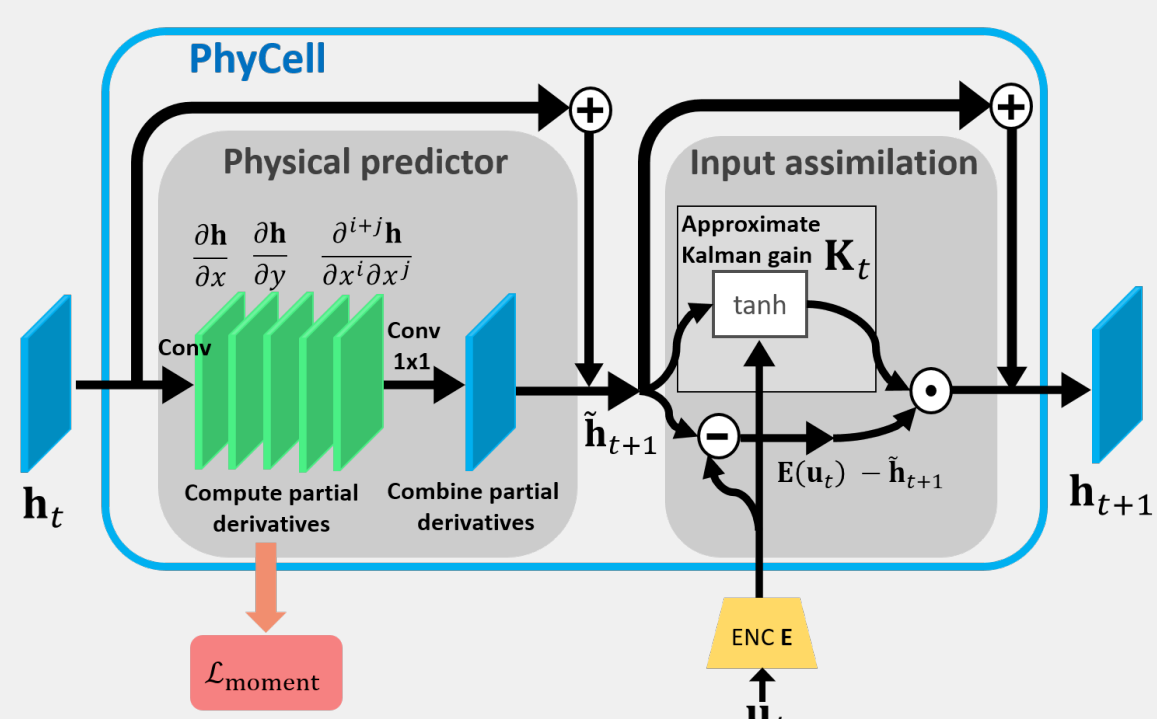 PhyCell
Physical predictor
∂𝐡/∂x ∂𝐡/∂y ∂^{i+j}𝐡/∂x^i∂x^j
Conv
Conv
1x1
Compute partial
derivatives
Combine partial
derivatives
𝐡_t
𝐡̃_{t+1}
ℒ_moment
Input assimilation
Approximate
Kalman gain 𝐊_t
tanh
𝐄(𝐮_t) − 𝐡̃_{t+1}
𝐡_{t+1}
ENC 𝐄
𝐮_t